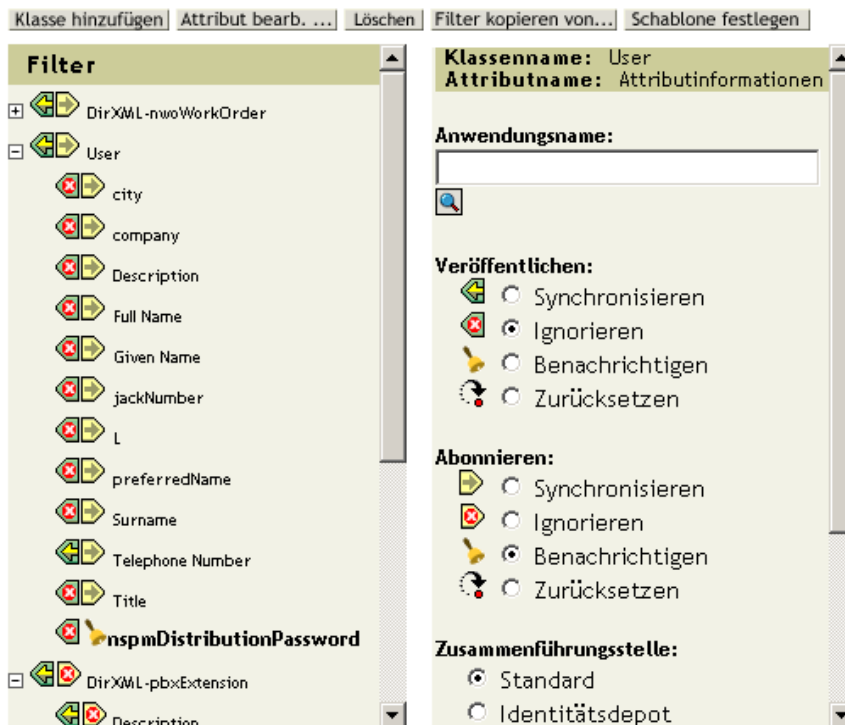 Klasse hinzufügen Attribut bearb. ... Löschen Filter kopieren von... Schablone festlegen
Filter
DirXML-nwoWorkOrder
User
city
company
Description
Full Name
Given Name
jackNumber
L
preferredName
Surname
Telephone Number
Title
nspmDistributionPassword
DirXML-pbxExtension
Description
Klassenname: User
Attributname: Attributinformationen
Anwendungsname:
Veröffentlichen:
Synchronisieren
Ignorieren
Benachrichtigen
Zurücksetzen
Abonnieren:
Synchronisieren
Ignorieren
Benachrichtigen
Zurücksetzen
Zusammenführungsstelle:
Standard
Identitätsdepot